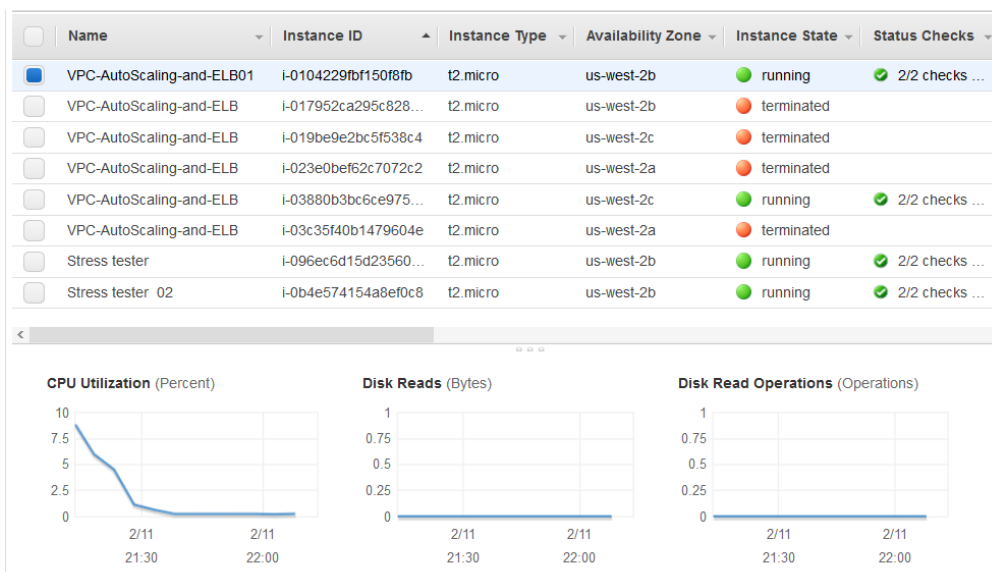 Name Instance ID Instance Type Availability Zone Instance State Status Checks
VPC-AutoScaling-and-ELB01 i-0104229fbf150f8fb t2.micro us-west-2b running 2/2 checks ...
VPC-AutoScaling-and-ELB i-017952ca295c828... t2.micro us-west-2b terminated
VPC-AutoScaling-and-ELB i-019be9e2bc5f538c4 t2.micro us-west-2c terminated
VPC-AutoScaling-and-ELB i-023e0bef62c7072c2 t2.micro us-west-2a terminated
VPC-AutoScaling-and-ELB i-03880b3bc6ce975... t2.micro us-west-2c running 2/2 checks ...
VPC-AutoScaling-and-ELB i-03c35f40b1479604e t2.micro us-west-2a terminated
Stress tester i-096ec6d15d23560... t2.micro us-west-2b running 2/2 checks ...
Stress tester 02 i-0b4e574154a8ef0c8 t2.micro us-west-2b running 2/2 checks ...
CPU Utilization (Percent) Disk Reads (Bytes) Disk Read Operations (Operations)
10 1 1
7.5 0.75 0.75
5 0.5 0.5
2.5 0.25 0.25
0 0 0
2/11 2/11 2/11 2/11 2/11 2/11
21:30 22:00 21:30 22:00 21:30 22:00